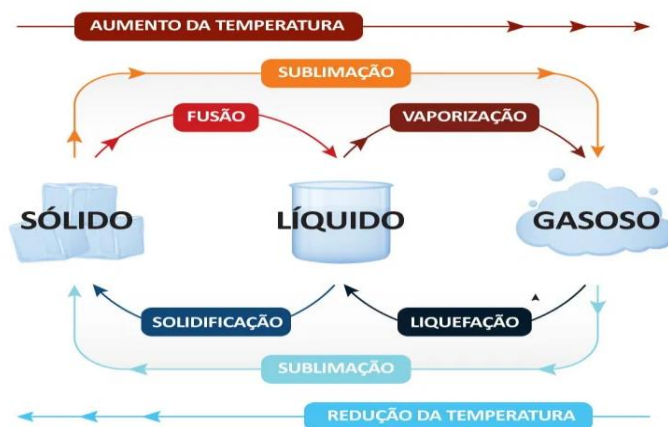 AUMENTO DA TEMPERATURA
SUBLIMAÇÃO
FUSÃO
VAPORIZAÇÃO
SÓLIDO
LÍQUIDO
GASOSO
SOLIDIFICAÇÃO
LIQUEFAÇÃO
SUBLIMAÇÃO
REDUÇÃO DA TEMPERATURA